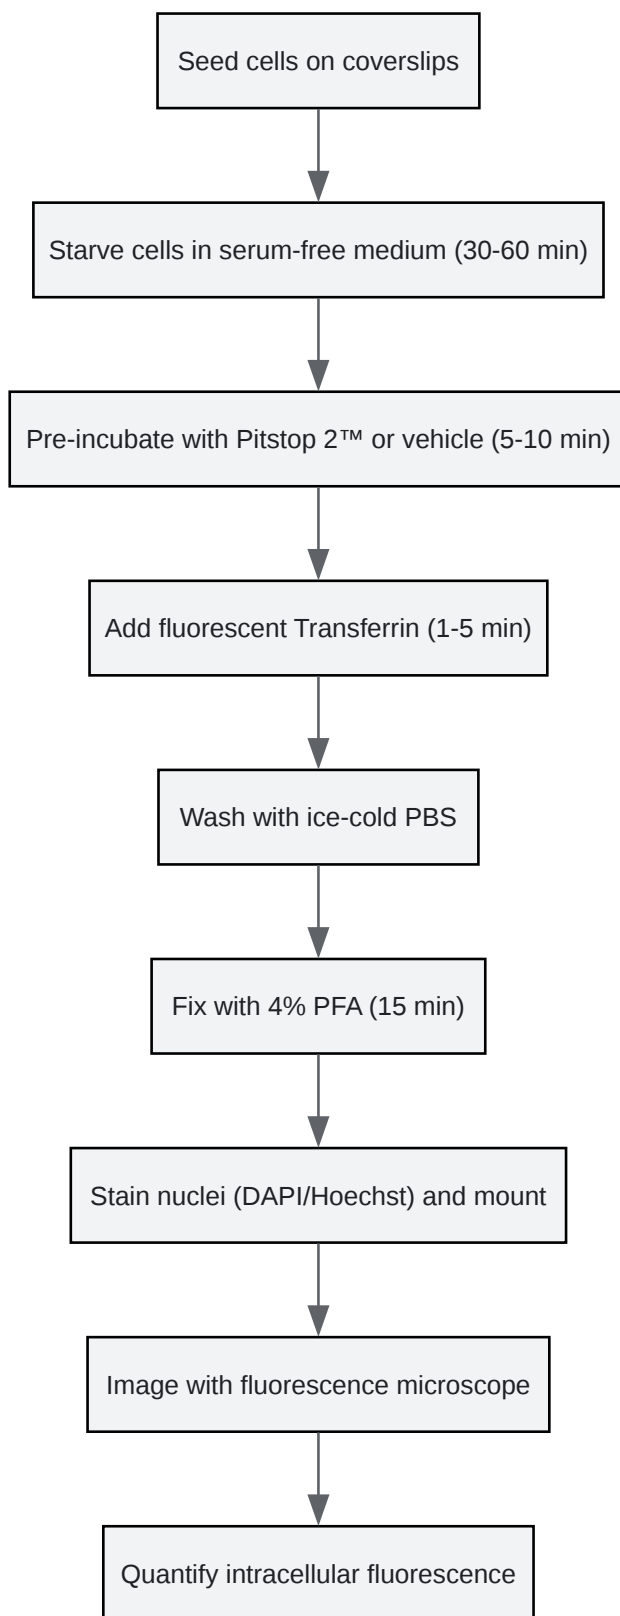 Seed cells on coverslips
Starve cells in serum-free medium (30-60 min)
Pre-incubate with Pitstop 2™ or vehicle (5-10 min)
Add fluorescent Transferrin (1-5 min)
Wash with ice-cold PBS
Fix with 4% PFA (15 min)
Stain nuclei (DAPI/Hoechst) and mount
Image with fluorescence microscope
Quantify intracellular fluorescence